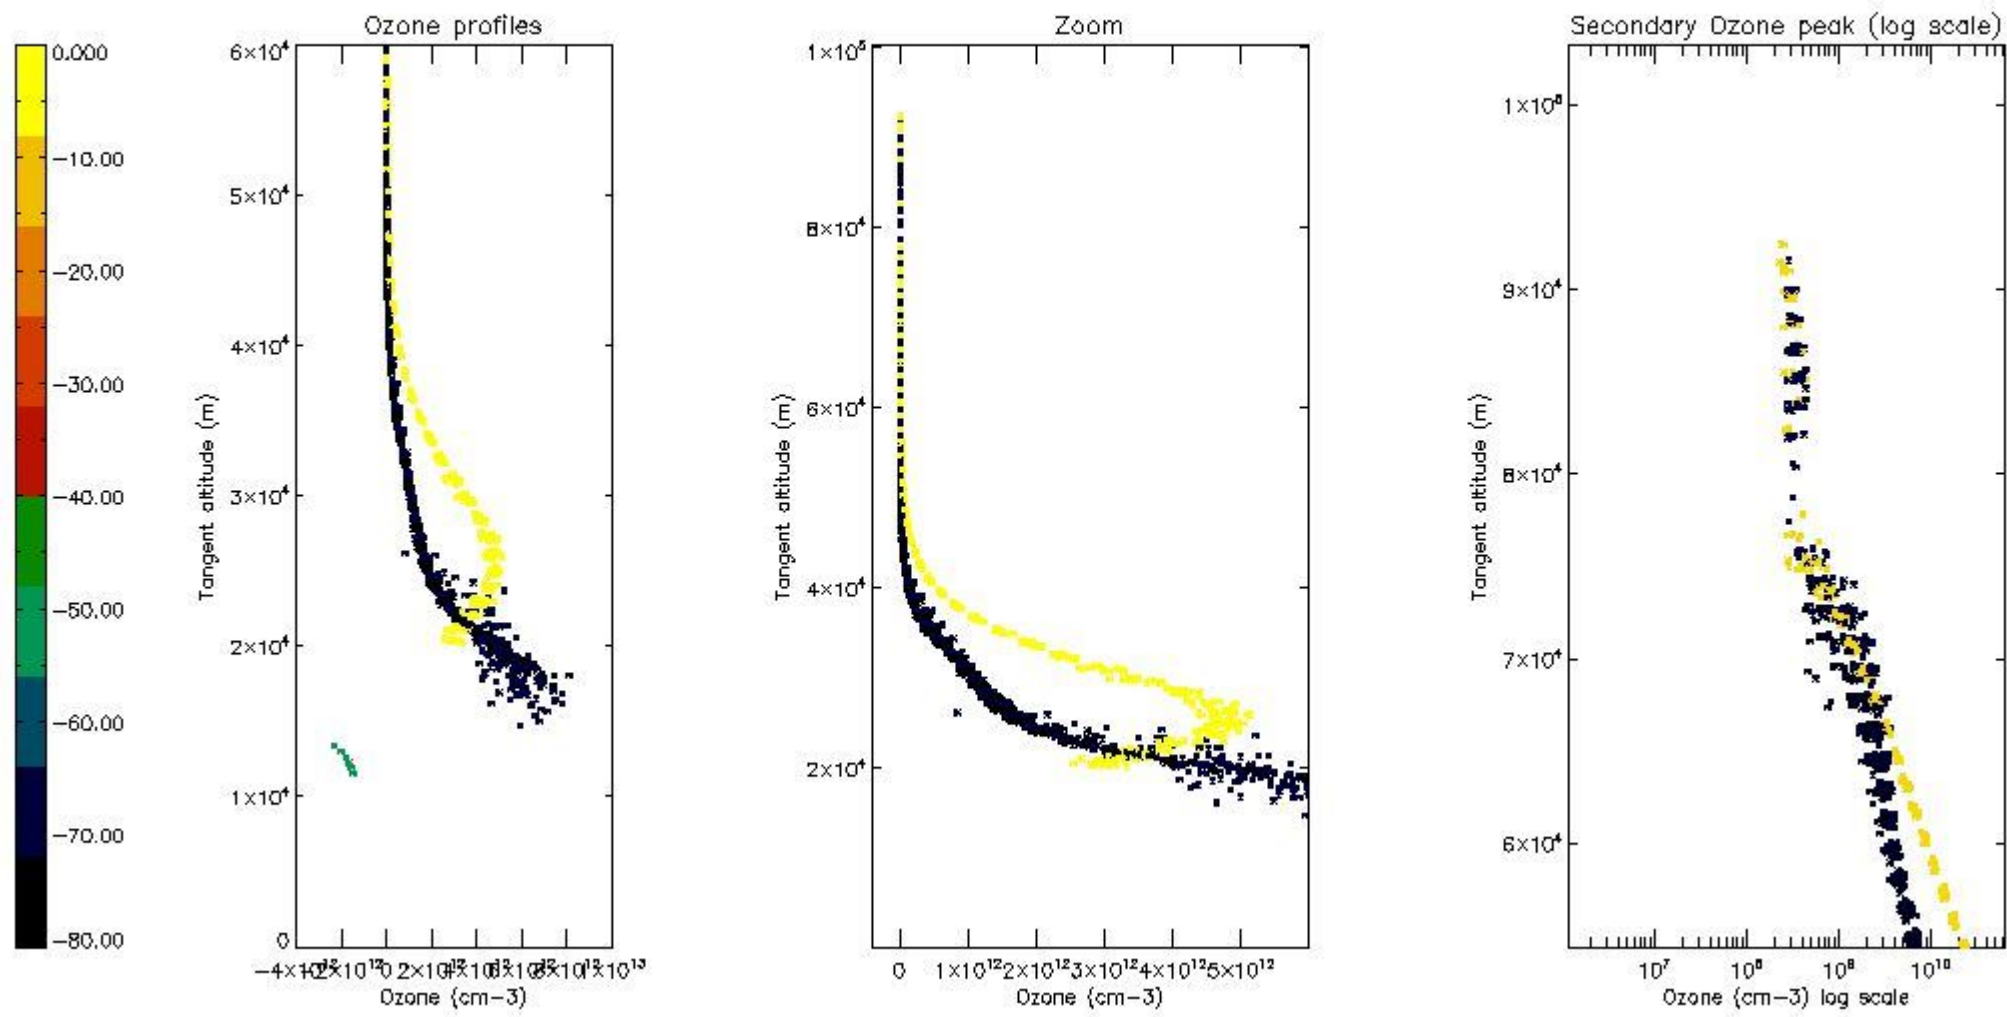 Ozone profiles
Zoom
Secondary Ozone peak (log scale)
0.000
−10.00
−20.00
−30.00
−40.00
−50.00
−60.00
−70.00
−80.00
6×10⁴
5×10⁴
4×10⁴
3×10⁴
2×10⁴
1×10⁴
0
Tangent altitude (m)
Ozone (cm−3)
1×10⁵
8×10⁴
6×10⁴
4×10⁴
2×10⁴
Tangent altitude (m)
0 1×10¹² 2×10¹² 3×10¹² 4×10¹² 5×10¹²
Ozone (cm−3)
9×10⁴
8×10⁴
7×10⁴
6×10⁴
Tangent altitude (m)
10⁷ 10⁸ 10⁹ 10¹⁰
Ozone (cm−3) log scale